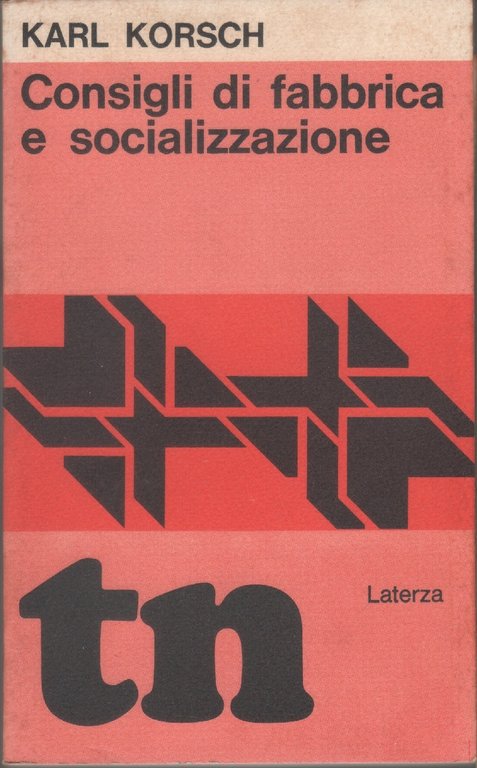 KARL KORSCH
Consigli di fabbrica
e socializzazione
Laterza
tn